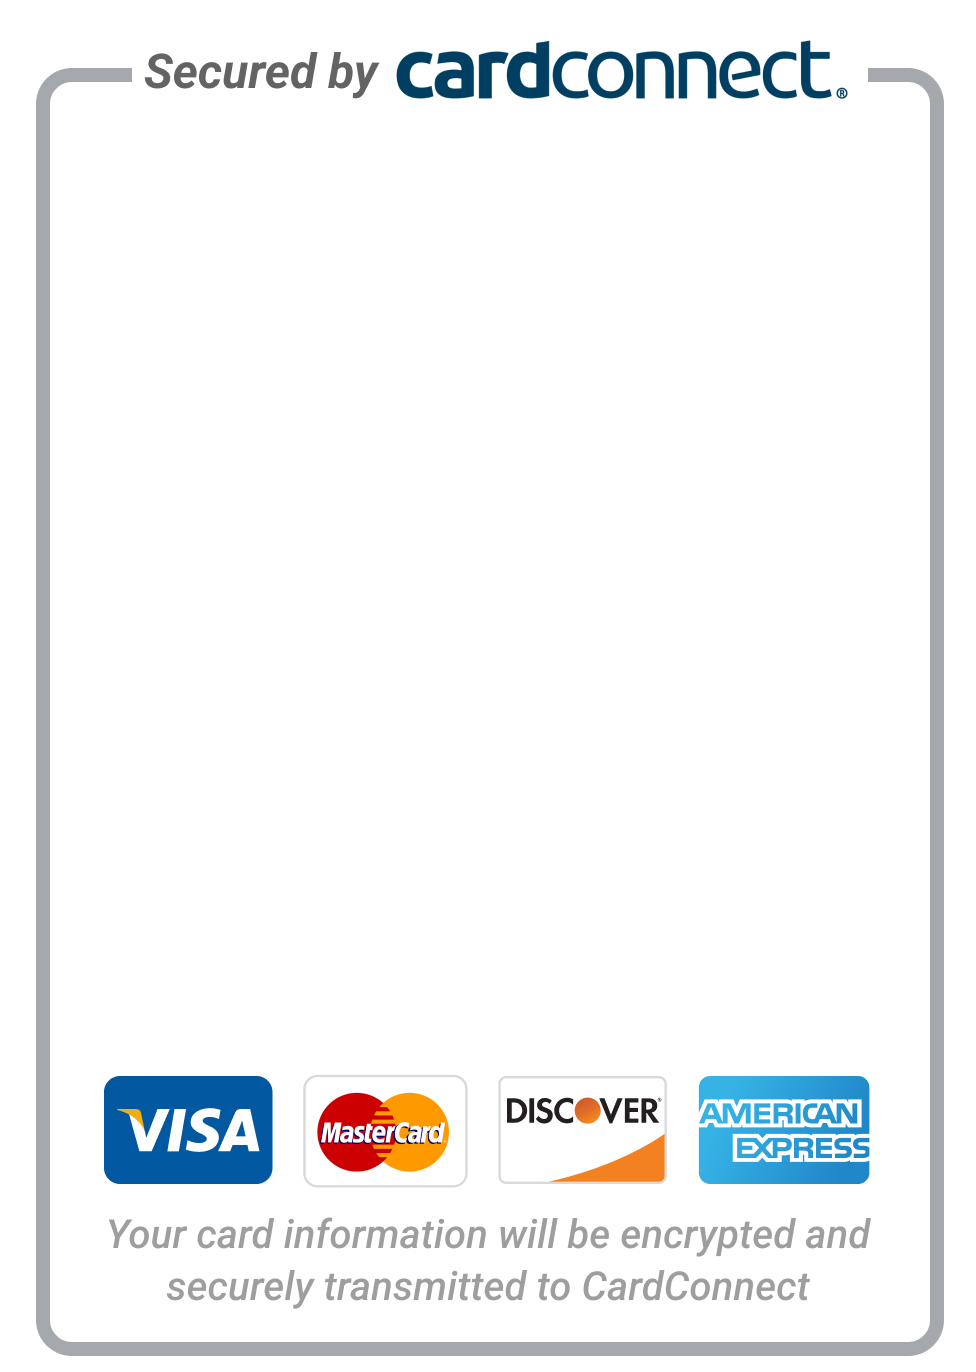 Secured by cardconnect®
VISA
MasterCard
DISCOVER®
AMERICAN
EXPRESS
Your card information will be encrypted and
securely transmitted to CardConnect